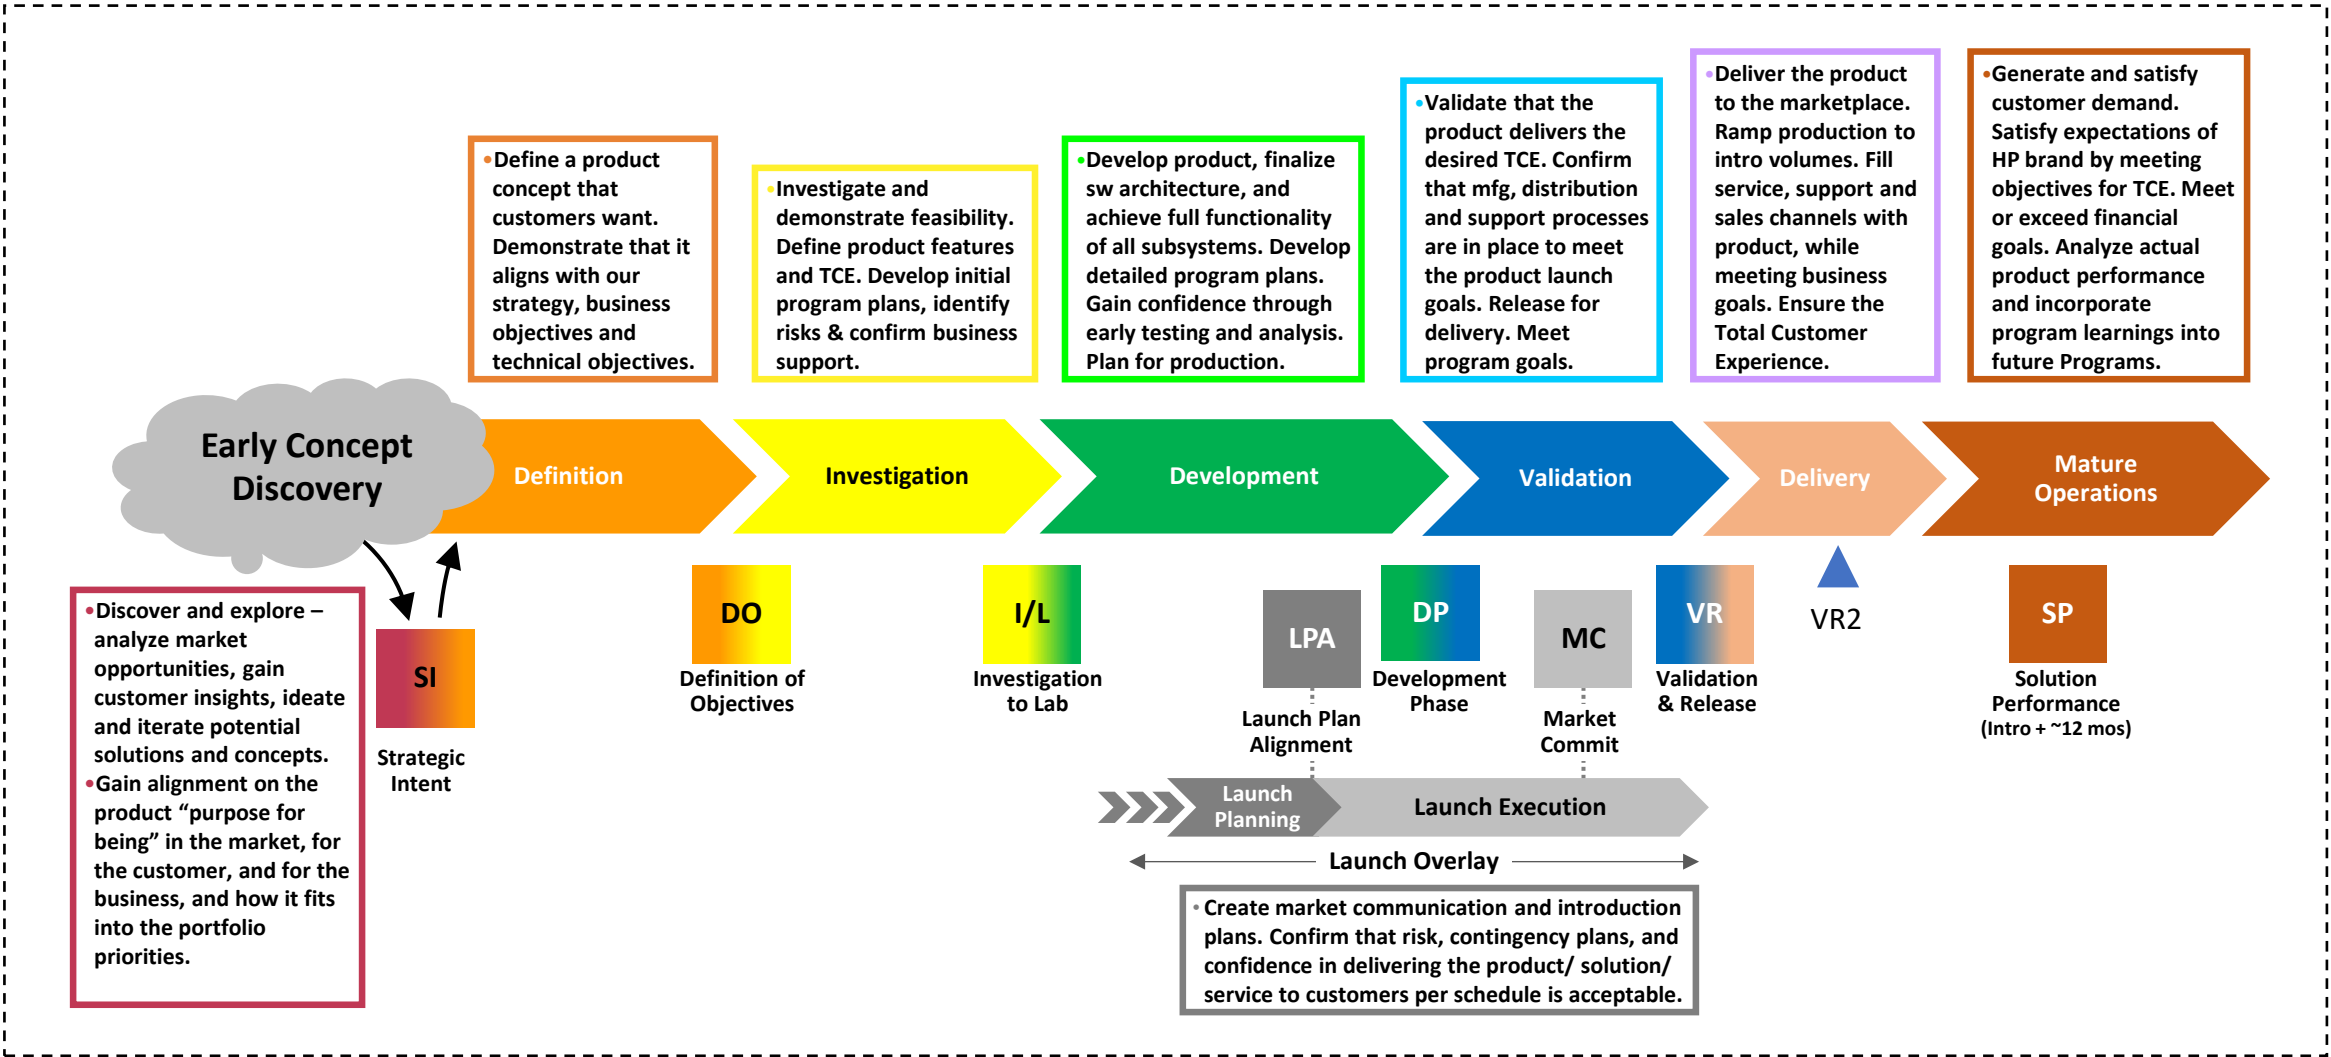 •Define a product
concept that
customers want.
Demonstrate that it
aligns with our
strategy, business
objectives and
technical objectives.
•Investigate and
demonstrate feasibility.
Define product features
and TCE. Develop initial
program plans, identify
risks & confirm business
support.
•Develop product, finalize
sw architecture, and
achieve full functionality
of all subsystems. Develop
detailed program plans.
Gain confidence through
early testing and analysis.
Plan for production.
•Validate that the
product delivers the
desired TCE. Confirm
that mfg, distribution
and support processes
are in place to meet
the product launch
goals. Release for
delivery. Meet
program goals.
•Deliver the product
to the marketplace.
Ramp production to
intro volumes. Fill
service, support and
sales channels with
product, while
meeting business
goals. Ensure the
Total Customer
Experience.
•Generate and satisfy
customer demand.
Satisfy expectations of
HP brand by meeting
objectives for TCE. Meet
or exceed financial
goals. Analyze actual
product performance
and incorporate
program learnings into
future Programs.
Early Concept
Discovery
Definition
Investigation
Development
Validation
Delivery
Mature
Operations
•Discover and explore –
analyze market
opportunities, gain
customer insights, ideate
and iterate potential
solutions and concepts.
•Gain alignment on the
product “purpose for
being” in the market, for
the customer, and for the
business, and how it fits
into the portfolio
priorities.
SI
Strategic
Intent
DO
Definition of
Objectives
I/L
Investigation
to Lab
LPA
Launch Plan
Alignment
DP
Development
Phase
MC
Market
Commit
VR
Validation
& Release
VR2
SP
Solution
Performance
(Intro + ~12 mos)
Launch
Planning
Launch Execution
Launch Overlay
• Create market communication and introduction
plans. Confirm that risk, contingency plans, and
confidence in delivering the product/ solution/
service to customers per schedule is acceptable.